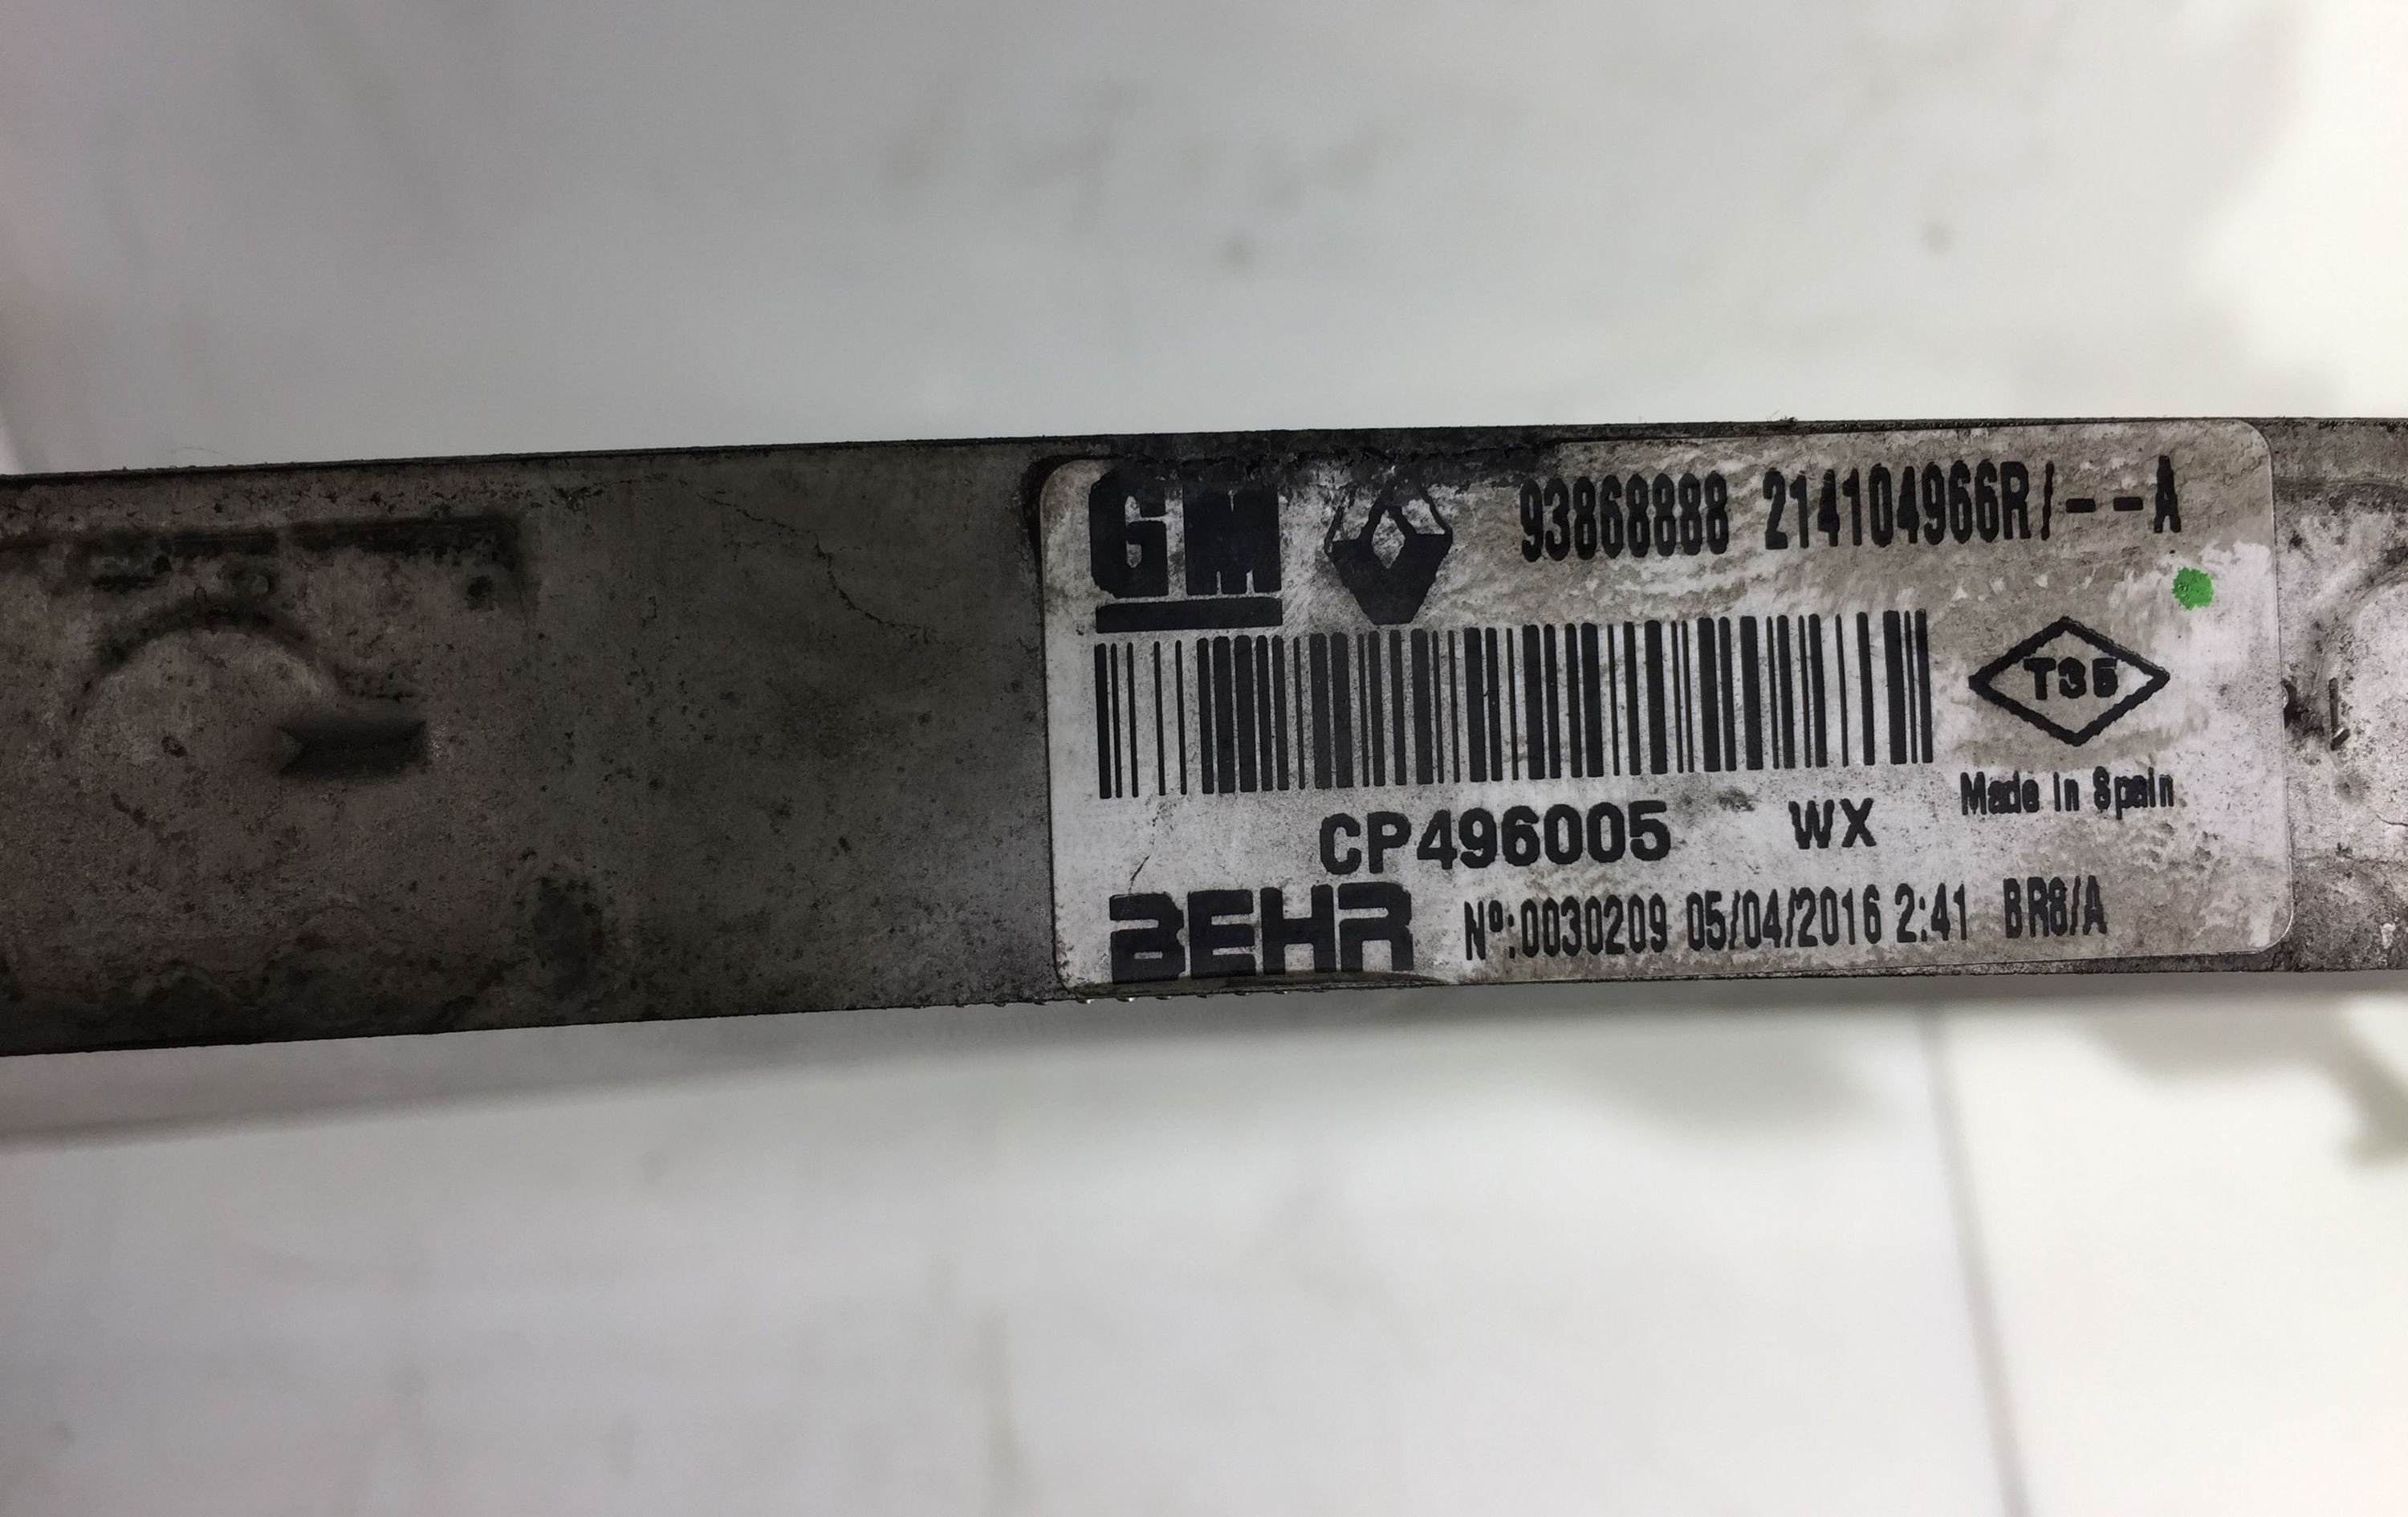 GM 93868888 214104966R/--A
T35
Made in Spain
CP496005 WX
BEHR Nº:0030209 05/04/2016 2:41 BR8/A